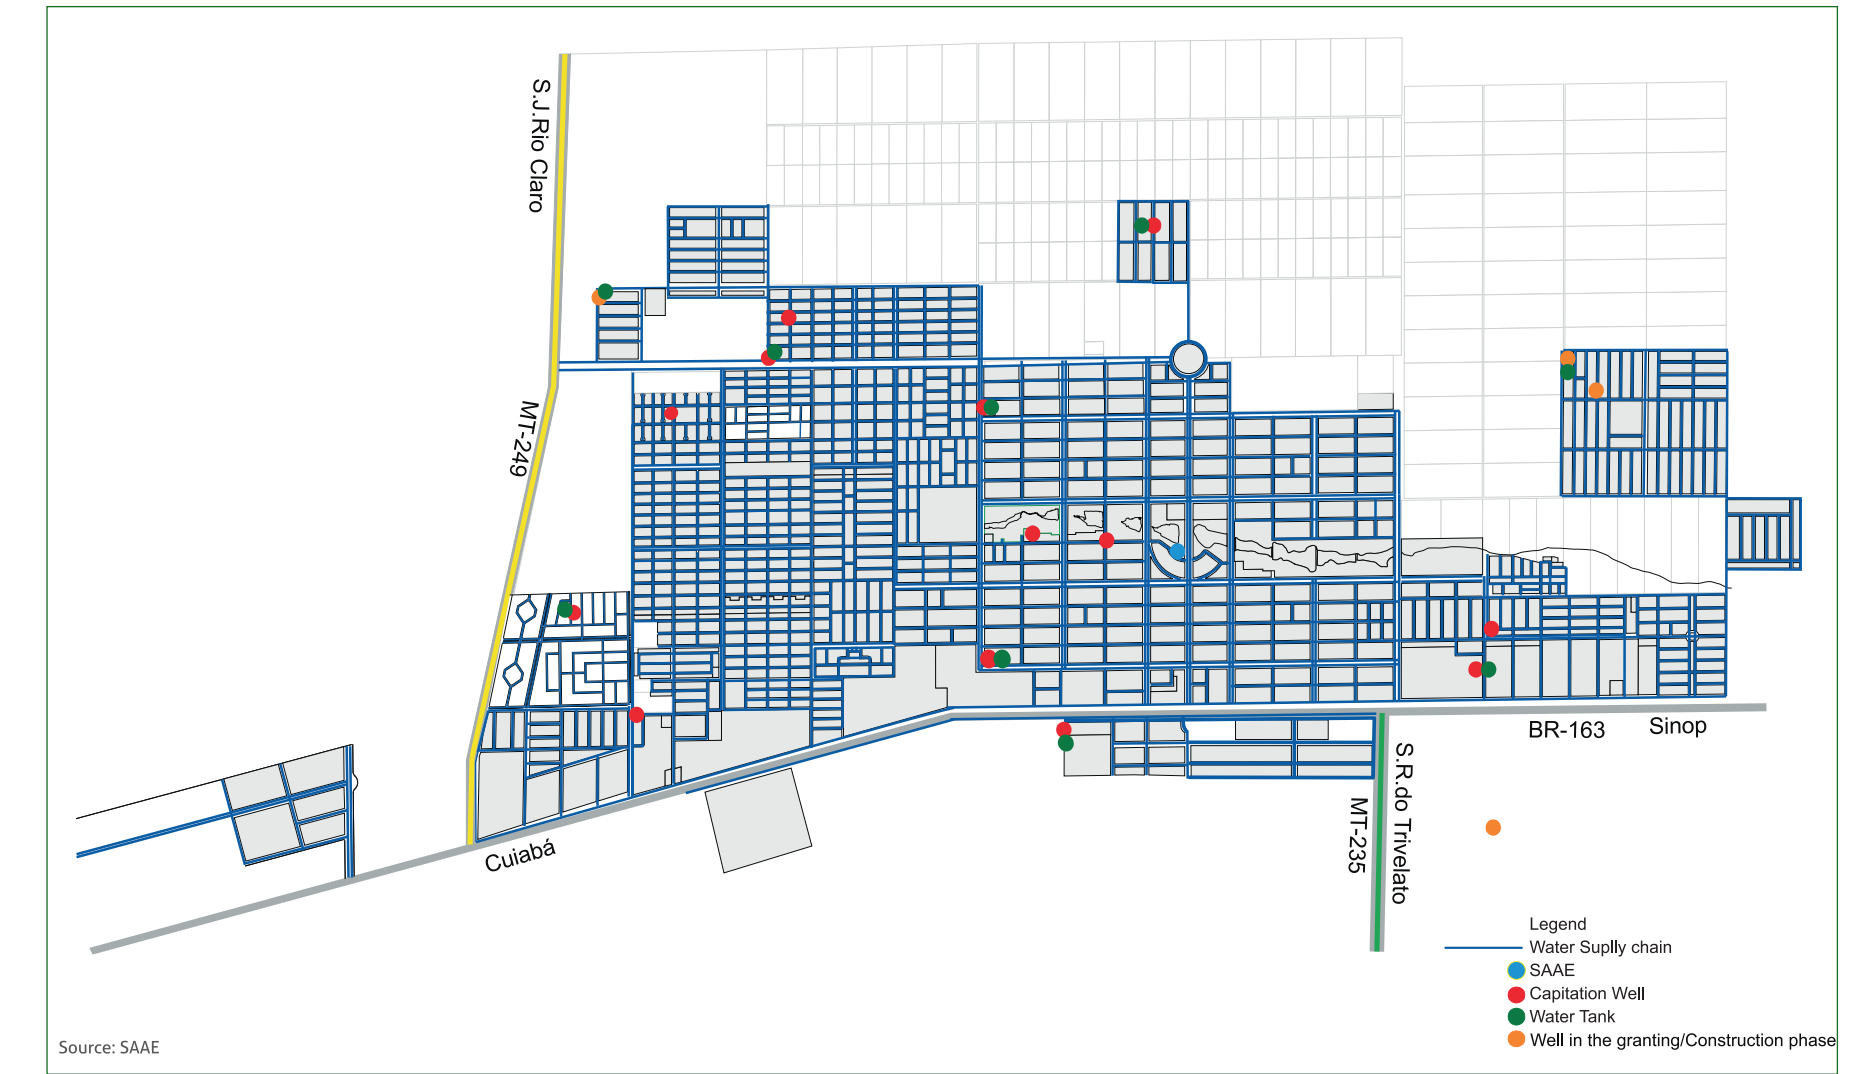 S.J.Rio Claro
MT-249
Cuiabá
BR-163
Sinop
S.R.do Trivelato
MT-235
Legend
Water Suplly chain
SAAE
Capitation Well
Water Tank
Well in the granting/Construction phase
Source: SAAE